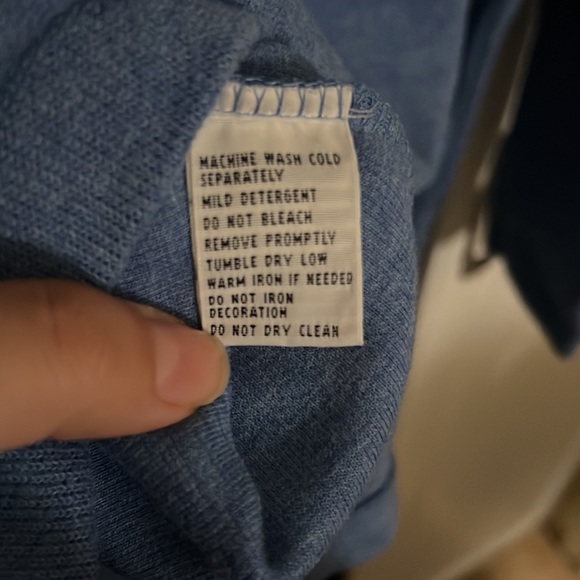 MACHINE WASH COLD
SEPARATELY
MILD DETERGENT
DO NOT BLEACH
REMOVE PROMPTLY
TUMBLE DRY LOW
WARM IRON IF NEEDED
DO NOT IRON
DECORATION
DO NOT DRY CLEAN